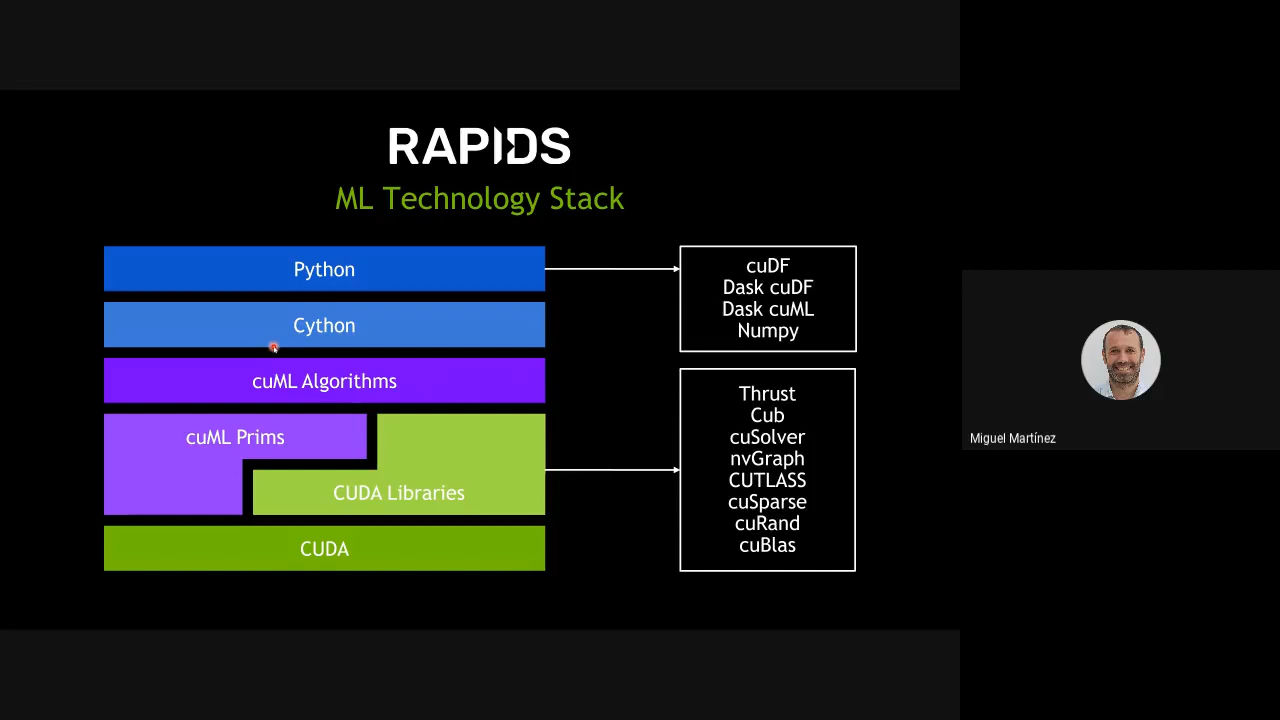 RAPIDS
ML Technology Stack
Python
Cython
cuML Algorithms
cuML Prims
CUDA Libraries
CUDA
cuDF
Dask cuDF
Dask cuML
Numpy
Thrust
Cub
cuSolver
nvGraph
CUTLASS
cuSparse
cuRand
cuBlas
Miguel Martínez